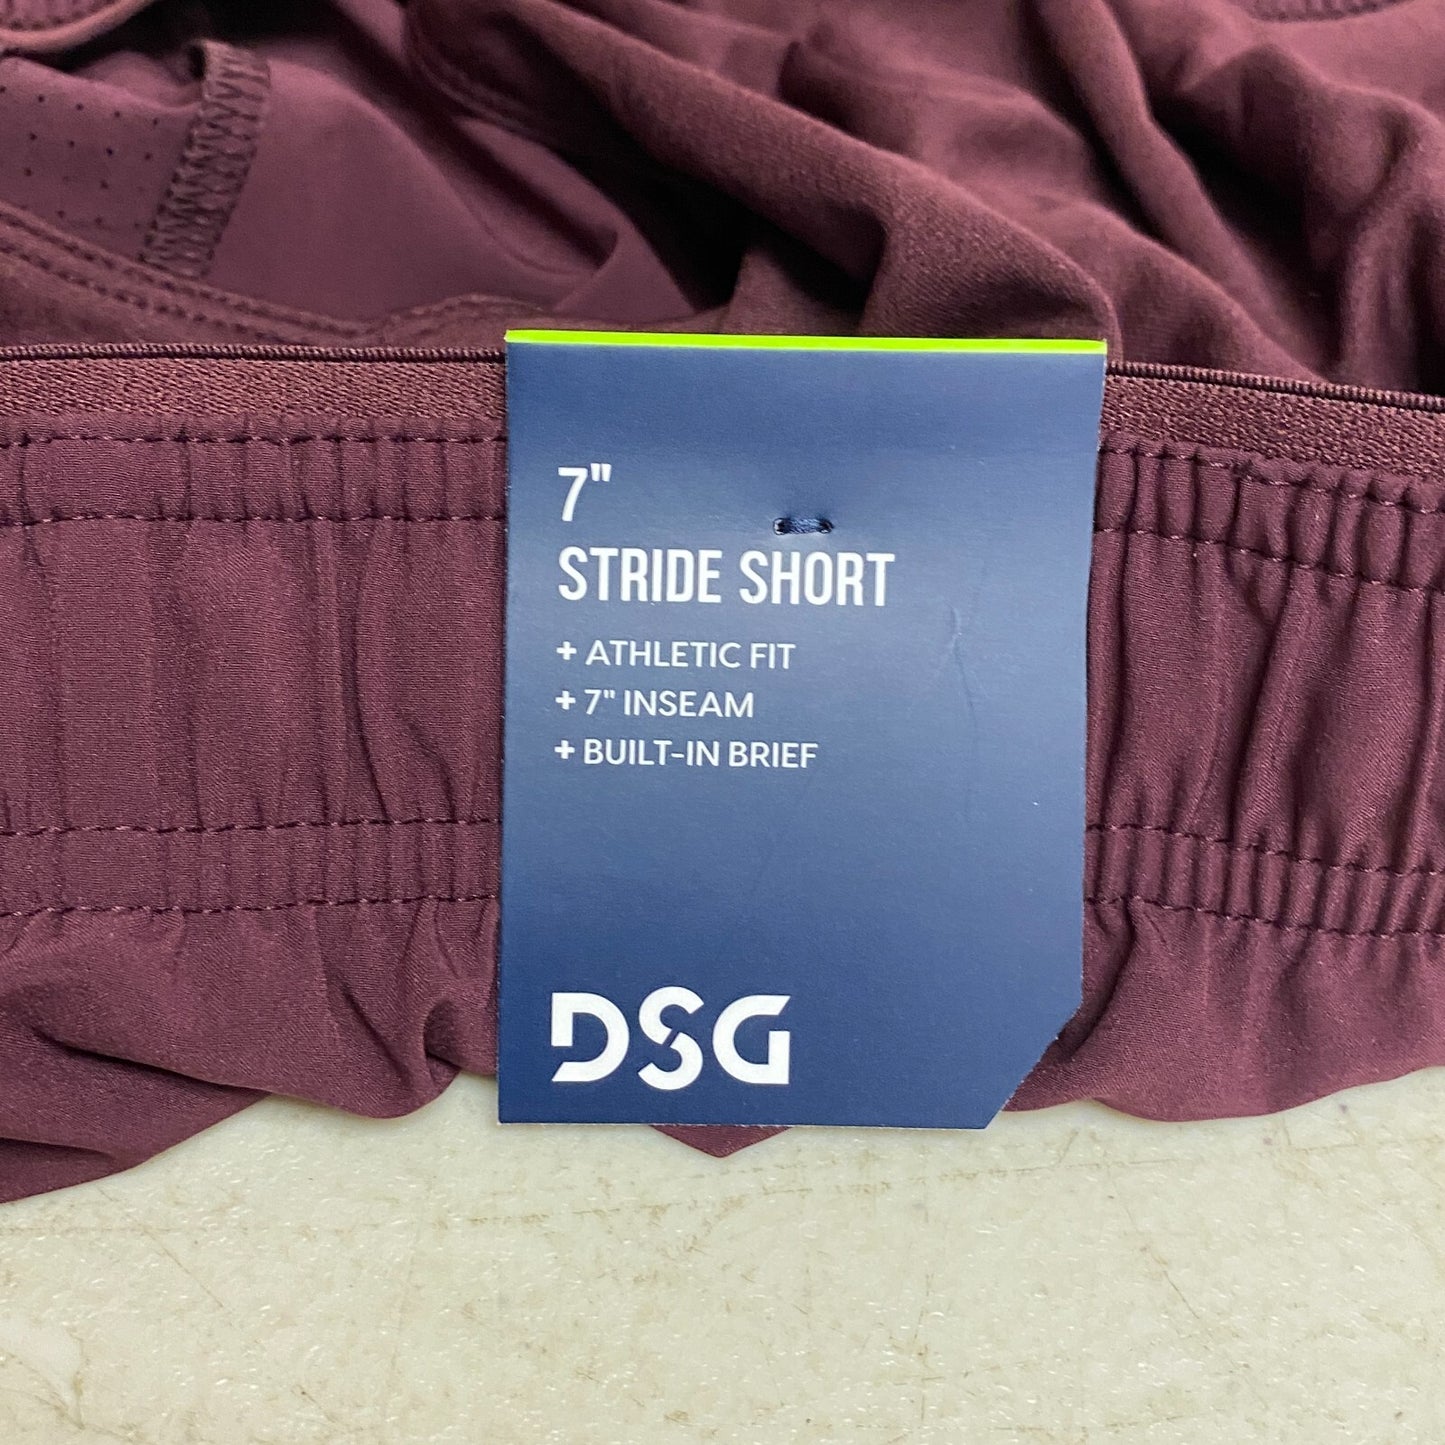 7"
STRIDE SHORT
+ ATHLETIC FIT
+ 7" INSEAM
+ BUILT-IN BRIEF
DSG